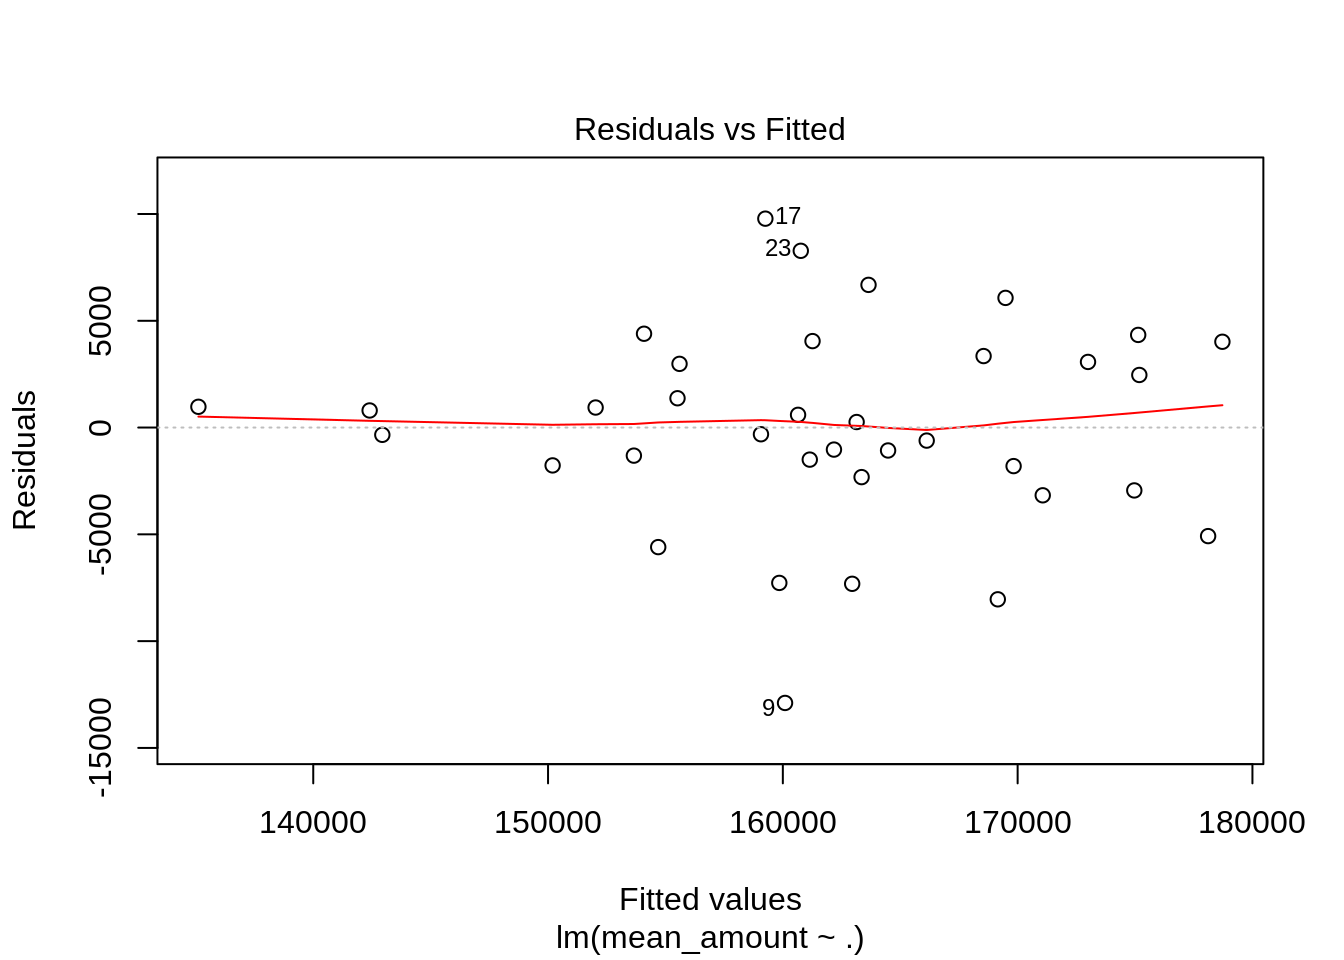 Residuals vs Fitted
17
23
9
Residuals
5000
0
-5000
-15000
140000 150000 160000 170000 180000
Fitted values
lm(mean_amount ~ .)